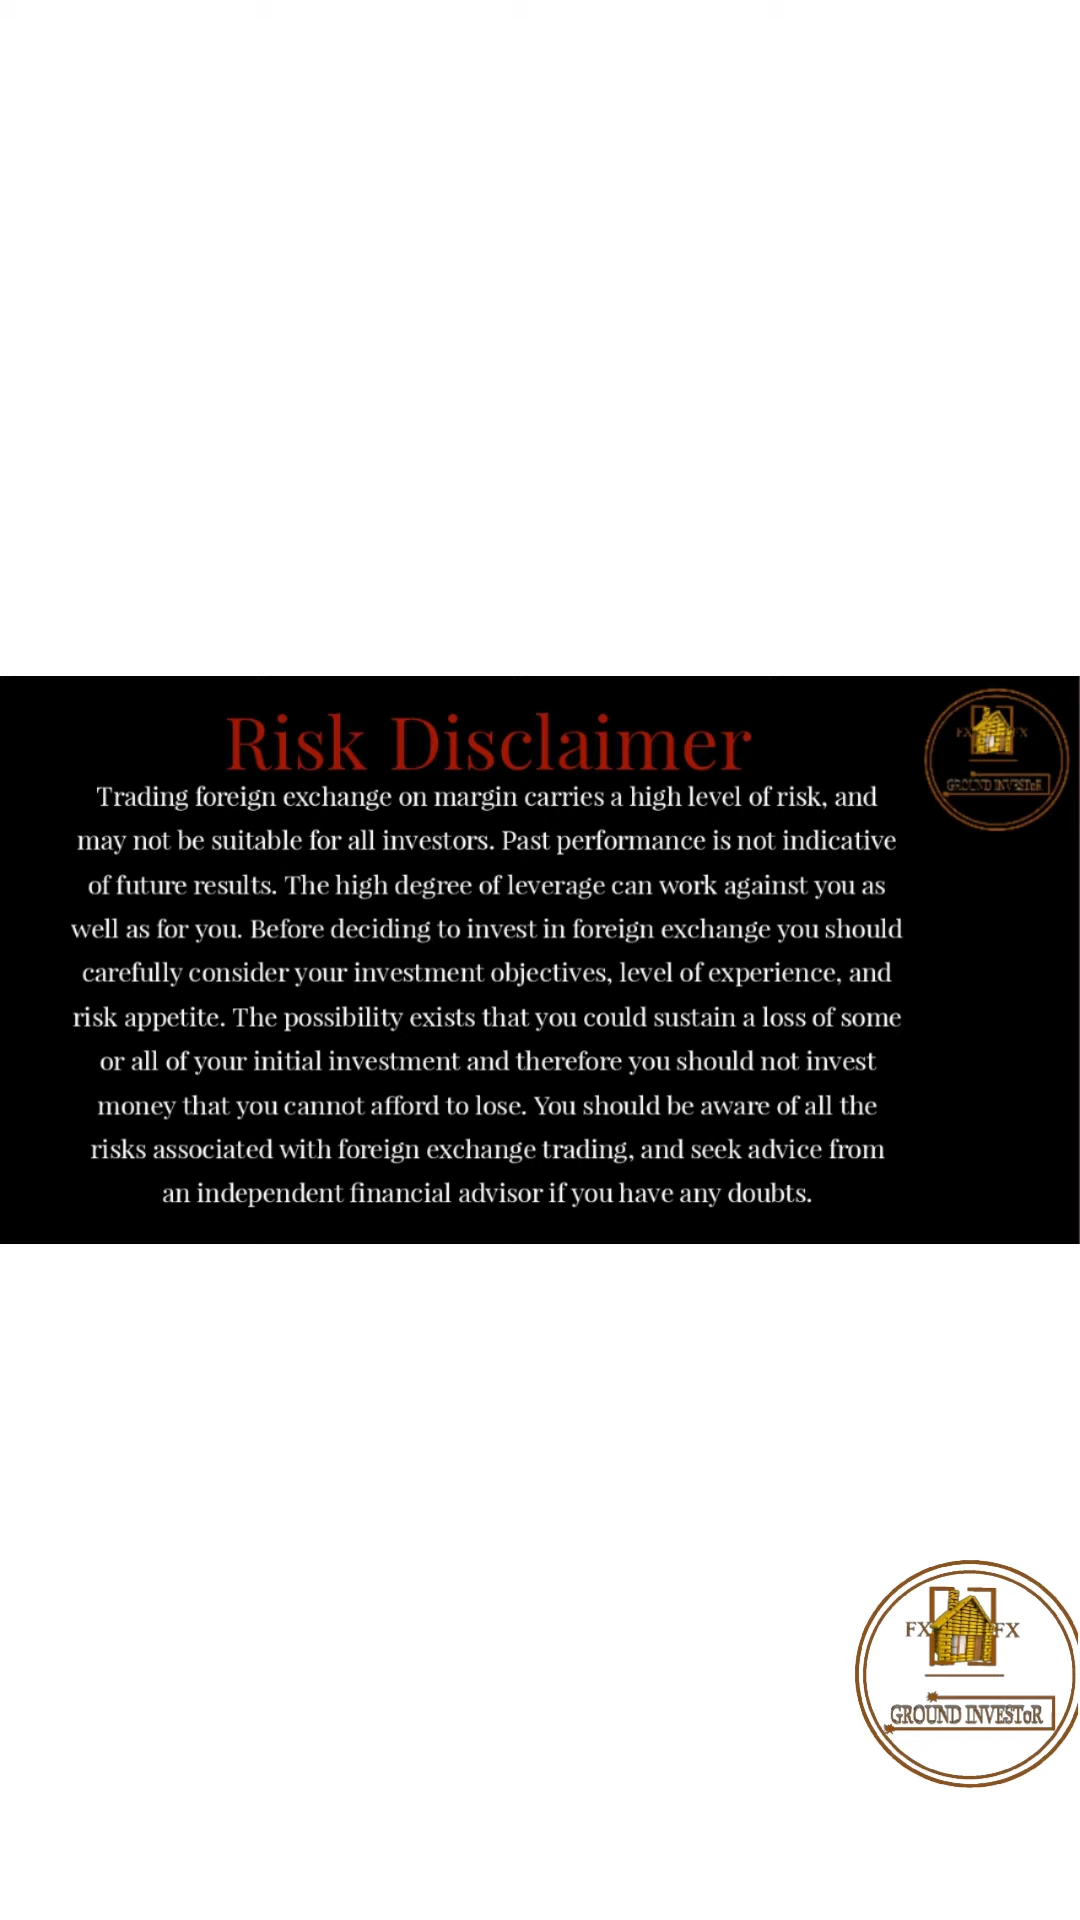 Risk Disclaimer
Trading foreign exchange on margin carries a high level of risk, and
may not be suitable for all investors. Past performance is not indicative
of future results. The high degree of leverage can work against you as
well as for you. Before deciding to invest in foreign exchange you should
carefully consider your investment objectives, level of experience, and
risk appetite. The possibility exists that you could sustain a loss of some
or all of your initial investment and therefore you should not invest
money that you cannot afford to lose. You should be aware of all the
risks associated with foreign exchange trading, and seek advice from
an independent financial advisor if you have any doubts.
FX FX
GROUND INVESToR
FX FX
GROUND INVESToR